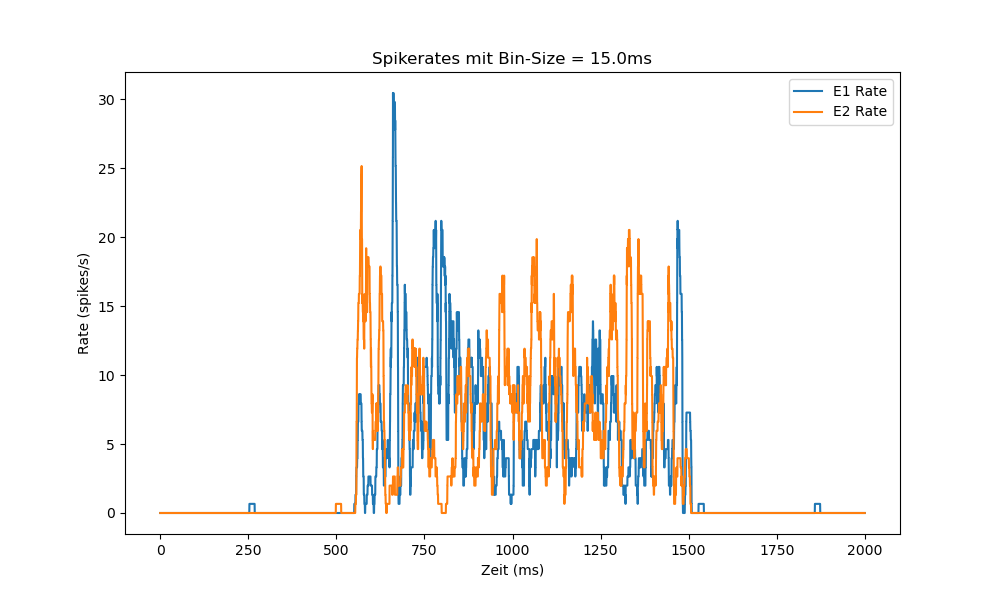 Spikerates mit Bin-Size = 15.0ms
E1 Rate
E2 Rate
30
25
20
15
10
5
0
Rate (spikes/s)
0 250 500 750 1000 1250 1500 1750 2000
Zeit (ms)